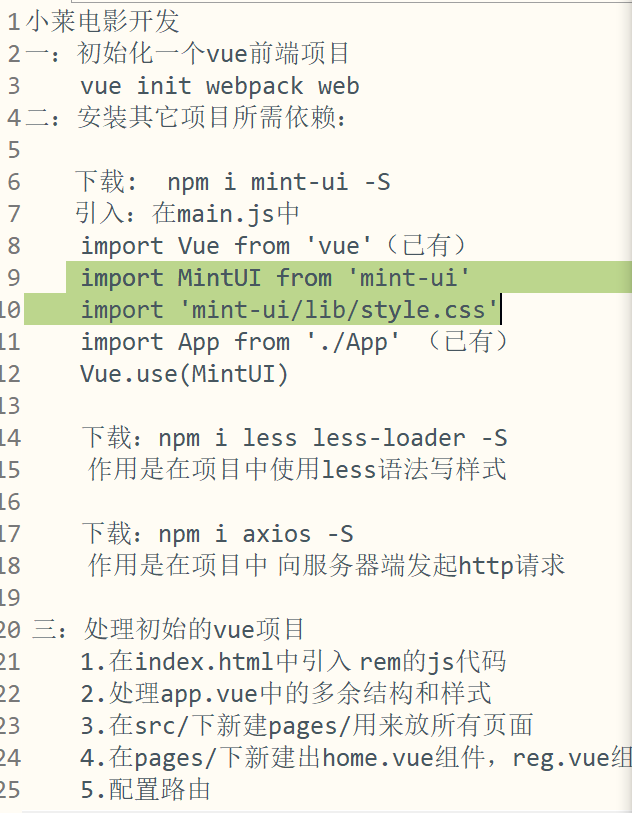 1 小莱电影开发
2 一：初始化一个vue前端项目
3 vue init webpack web
4 二：安装其它项目所需依赖：
5
6 下载： npm i mint-ui -S
7 引入：在main.js中
8 import Vue from 'vue'（已有）
9 import MintUI from 'mint-ui'
10 import 'mint-ui/lib/style.css'
11 import App from './App' （已有）
12 Vue.use(MintUI)
13
14 下载：npm i less less-loader -S
15 作用是在项目中使用less语法写样式
16
17 下载：npm i axios -S
18 作用是在项目中 向服务器端发起http请求
19
20 三：处理初始的vue项目
21 1.在index.html中引入 rem的js代码
22 2.处理app.vue中的多余结构和样式
23 3.在src/下新建pages/用来放所有页面
24 4.在pages/下新建出home.vue组件，reg.vue组
25 5.配置路由